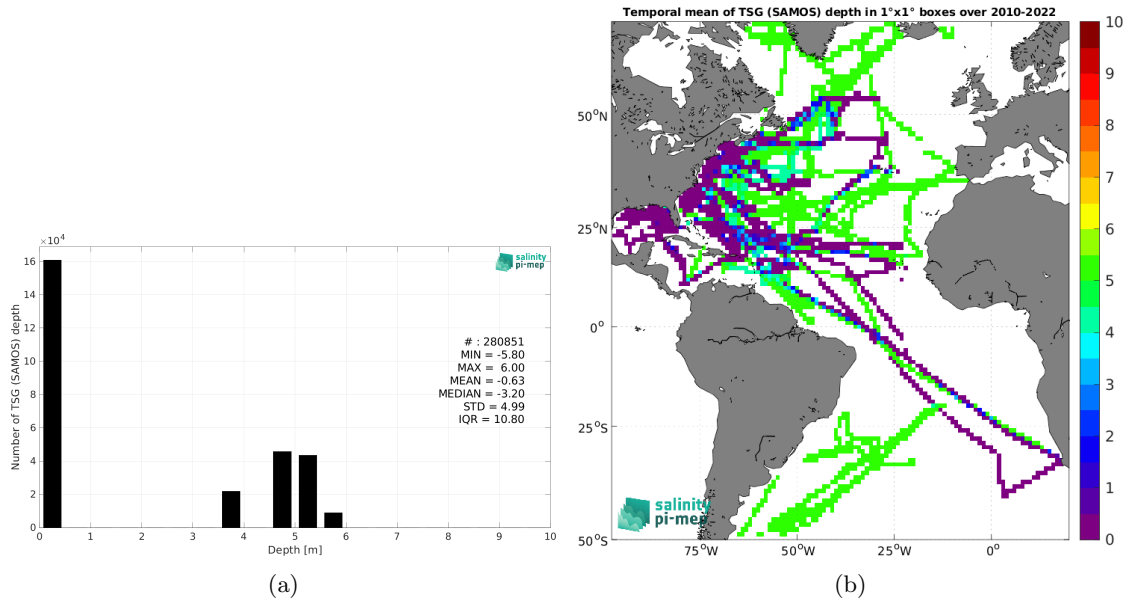 ×10⁴
16
14
12
10
8
6
4
2
0
Number of TSG (SAMOS) depth
salinity
pi-mep
# : 280851
MIN = -5.80
MAX = 6.00
MEAN = -0.63
MEDIAN = -3.20
STD = 4.99
IQR = 10.80
0 1 2 3 4 5 6 7 8 9 10
Depth [m]
(a)
Temporal mean of TSG (SAMOS) depth in 1°x1° boxes over 2010-2022
50°N
25°N
0°
25°S
50°S
salinity
pi-mep
75°W 50°W 25°W 0°
10
9
8
7
6
5
4
3
2
1
0
(b)